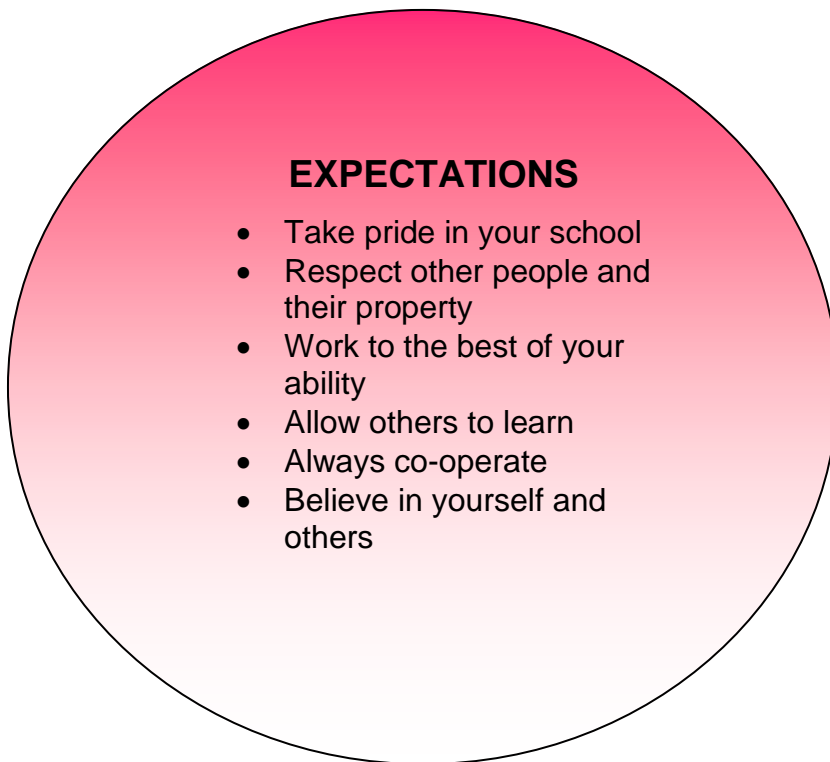 EXPECTATIONS
• Take pride in your school
• Respect other people and
their property
• Work to the best of your
ability
• Allow others to learn
• Always co-operate
• Believe in yourself and
others